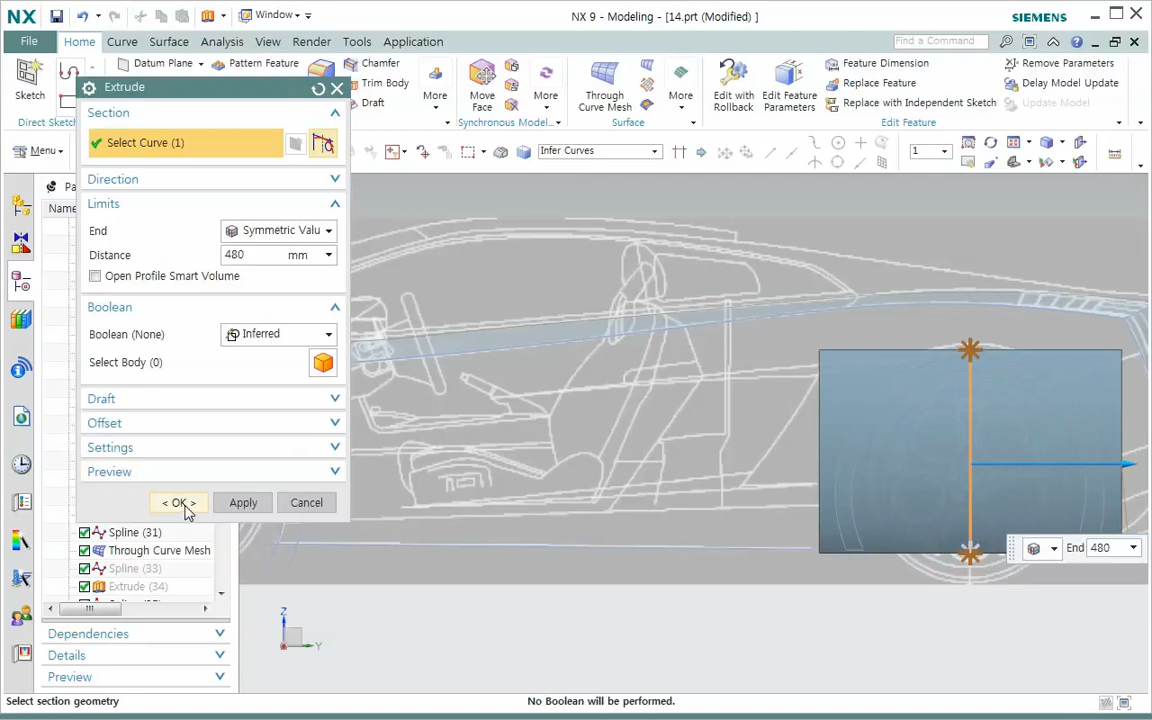 NX
Window
NX 9 - Modeling - [14.prt (Modified) ]
SIEMENS
File
Home
Curve
Surface
Analysis
View
Render
Tools
Application
Find a Command
Sketch
Datum Plane
Pattern Feature
Chamfer
Trim Body
Draft
More
Move
Face
More
Through
Curve Mesh
More
Edit with
Rollback
Edit Feature
Parameters
Feature Dimension
Replace Feature
Replace with Independent Sketch
Remove Parameters
Delay Model Update
Update Model
Direct Sketch
Synchronous Model...
Surface
Edit Feature
Menu
Infer Curves
1
Pa
Name
Extrude
Section
Select Curve (1)
Direction
Limits
End
Symmetric Valu
Distance
480
mm
Open Profile Smart Volume
Boolean
Boolean (None)
Inferred
Select Body (0)
Draft
Offset
Settings
Preview
< OK >
Apply
Cancel
Spline (31)
Through Curve Mesh
Spline (33)
Extrude (34)
Dependencies
Details
Preview
End 480
Z
Y
Select section geometry
No Boolean will be performed.